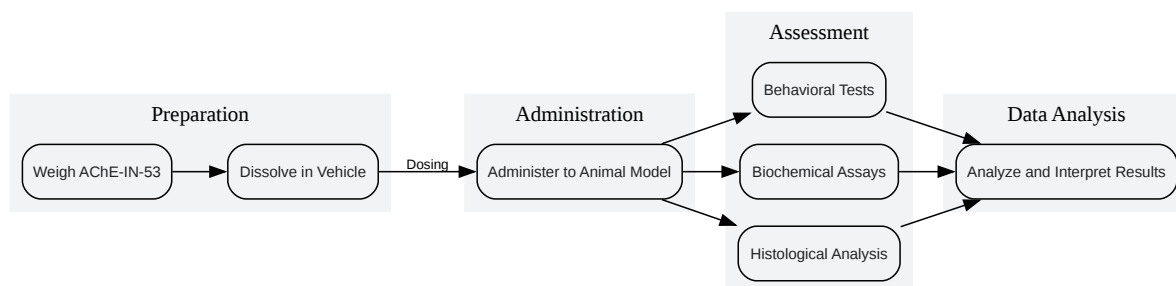 Preparation
Weigh AChE-IN-53
Dissolve in Vehicle
Dosing
Administration
Administer to Animal Model
Assessment
Behavioral Tests
Biochemical Assays
Histological Analysis
Data Analysis
Analyze and Interpret Results